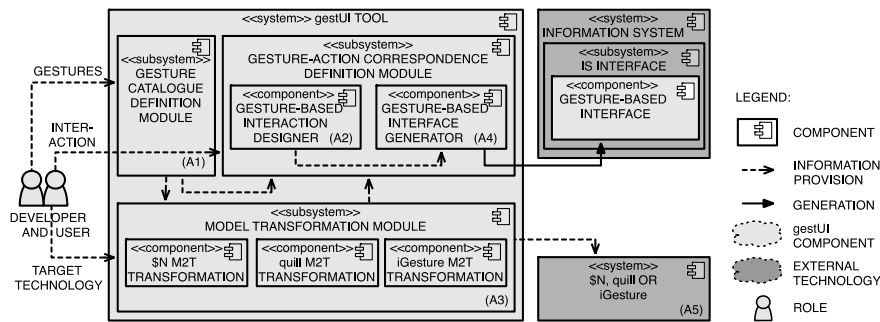 <<system>> gestUI TOOL
<<subsystem>>
GESTURE
CATALOGUE
DEFINITION
MODULE
(A1)
<<subsystem>>
GESTURE-ACTION CORRESPONDENCE
DEFINITION MODULE
<<component>>
GESTURE-BASED
INTERACTION
DESIGNER
(A2)
<<component>>
GESTURE-BASED
INTERFACE
GENERATOR
(A4)
<<system>>
INFORMATION SYSTEM
<<subsystem>>
IS INTERFACE
<<component>>
GESTURE-BASED
INTERFACE
GESTURES
INTER-
ACTION
DEVELOPER
AND USER
TARGET
TECHNOLOGY
<<subsystem>>
MODEL TRANSFORMATION MODULE
<<component>>
$N M2T
TRANSFORMATION
<<component>>
quill M2T
TRANSFORMATION
<<component>>
iGesture M2T
TRANSFORMATION
(A3)
<<system>>
$N, quill OR
iGesture
(A5)
LEGEND:
COMPONENT
INFORMATION
PROVISION
GENERATION
gestUI
COMPONENT
EXTERNAL
TECHNOLOGY
ROLE